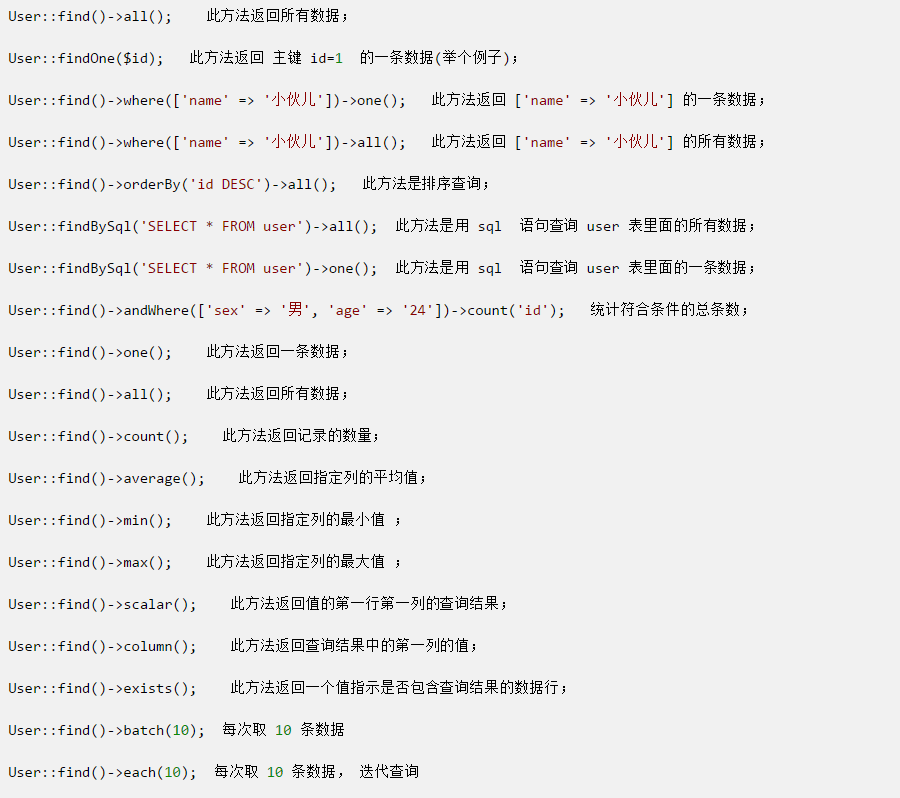 User::find()->all();    此方法返回所有数据；
User::findOne($id);   此方法返回 主键 id=1  的一条数据(举个例子)；
User::find()->where(['name' => '小伙儿'])->one();   此方法返回 ['name' => '小伙儿'] 的一条数据；
User::find()->where(['name' => '小伙儿'])->all();   此方法返回 ['name' => '小伙儿'] 的所有数据；
User::find()->orderBy('id DESC')->all();   此方法是排序查询；
User::findBySql('SELECT * FROM user')->all();  此方法是用 sql  语句查询 user 表里面的所有数据；
User::findBySql('SELECT * FROM user')->one();  此方法是用 sql  语句查询 user 表里面的一条数据；
User::find()->andWhere(['sex' => '男', 'age' => '24'])->count('id');   统计符合条件的总条数；
User::find()->one();    此方法返回一条数据；
User::find()->all();    此方法返回所有数据；
User::find()->count();    此方法返回记录的数量；
User::find()->average();    此方法返回指定列的平均值；
User::find()->min();    此方法返回指定列的最小值 ；
User::find()->max();    此方法返回指定列的最大值 ；
User::find()->scalar();    此方法返回值的第一行第一列的查询结果；
User::find()->column();    此方法返回查询结果中的第一列的值；
User::find()->exists();    此方法返回一个值指示是否包含查询结果的数据行；
User::find()->batch(10);  每次取 10 条数据
User::find()->each(10);  每次取 10 条数据， 迭代查询